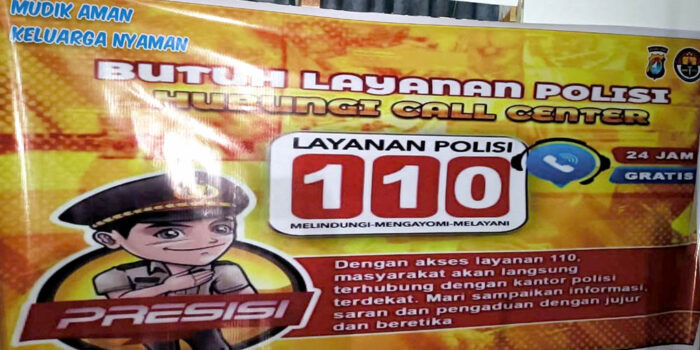 MUDIK AMAN
KELUARGA NYAMAN
BUTUH LAYANAN POLISI
HUBUNGI CALL CENTER
LAYANAN POLISI
110
MELINDUNGI-MENGAYOMI-MELAYANI
24 JAM
GRATIS
Dengan akses layanan 110,
masyarakat akan langsung
terhubung dengan kantor polisi
terdekat. Mari sampaikan informasi,
saran dan pengaduan dengan jujur
dan beretika
PRESISI